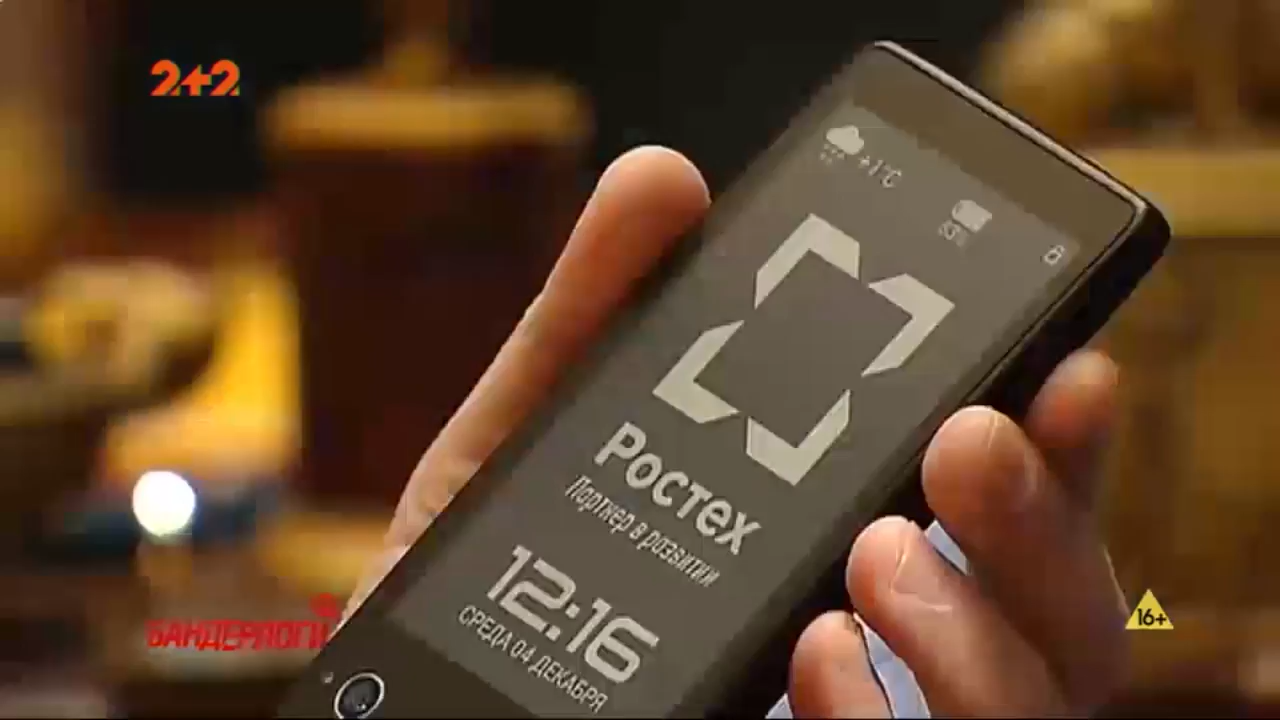 2+2
+1°C
Ростех
Партнер в развитии
12:16
СРЕДА 04 ДЕКАБРЯ
БАНДЕРЛОГИ
16+